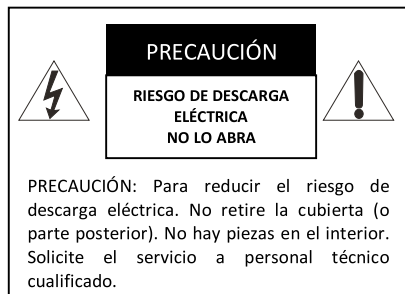 PRECAUCIÓN
RIESGO DE DESCARGA
ELÉCTRICA
NO LO ABRA
PRECAUCIÓN: Para reducir el riesgo de
descarga eléctrica. No retire la cubierta (o
parte posterior). No hay piezas en el interior.
Solicite el servicio a personal técnico
cualificado.